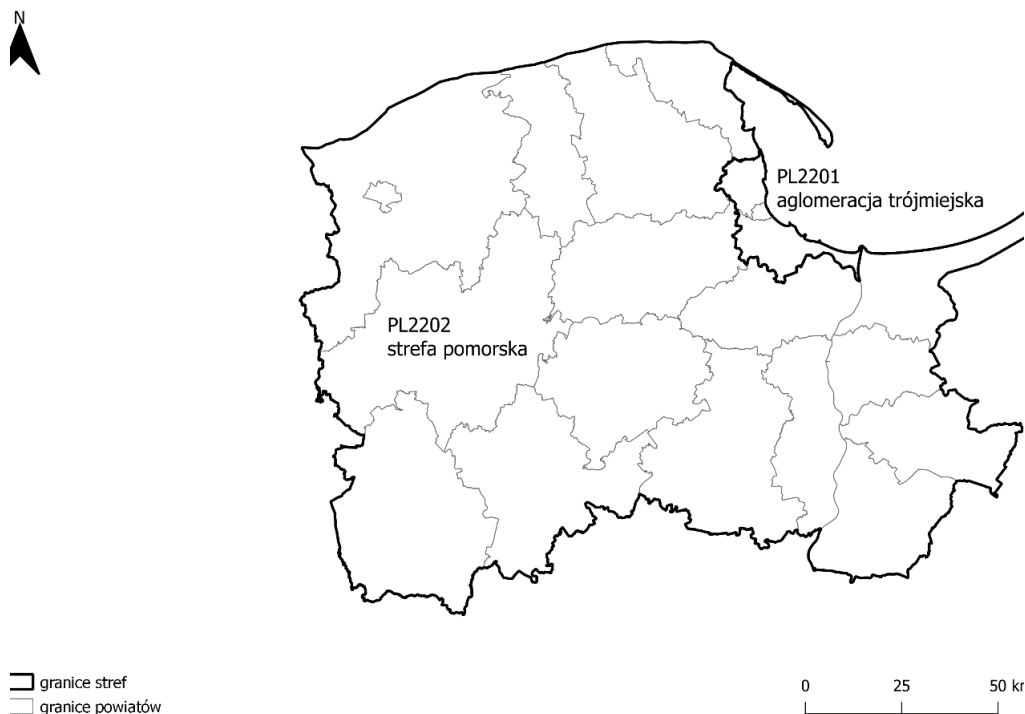 N
PL2201
aglomeracja trójmiejska
PL2202
strefa pomorska
granice stref
granice powiatów
0 25 50 km